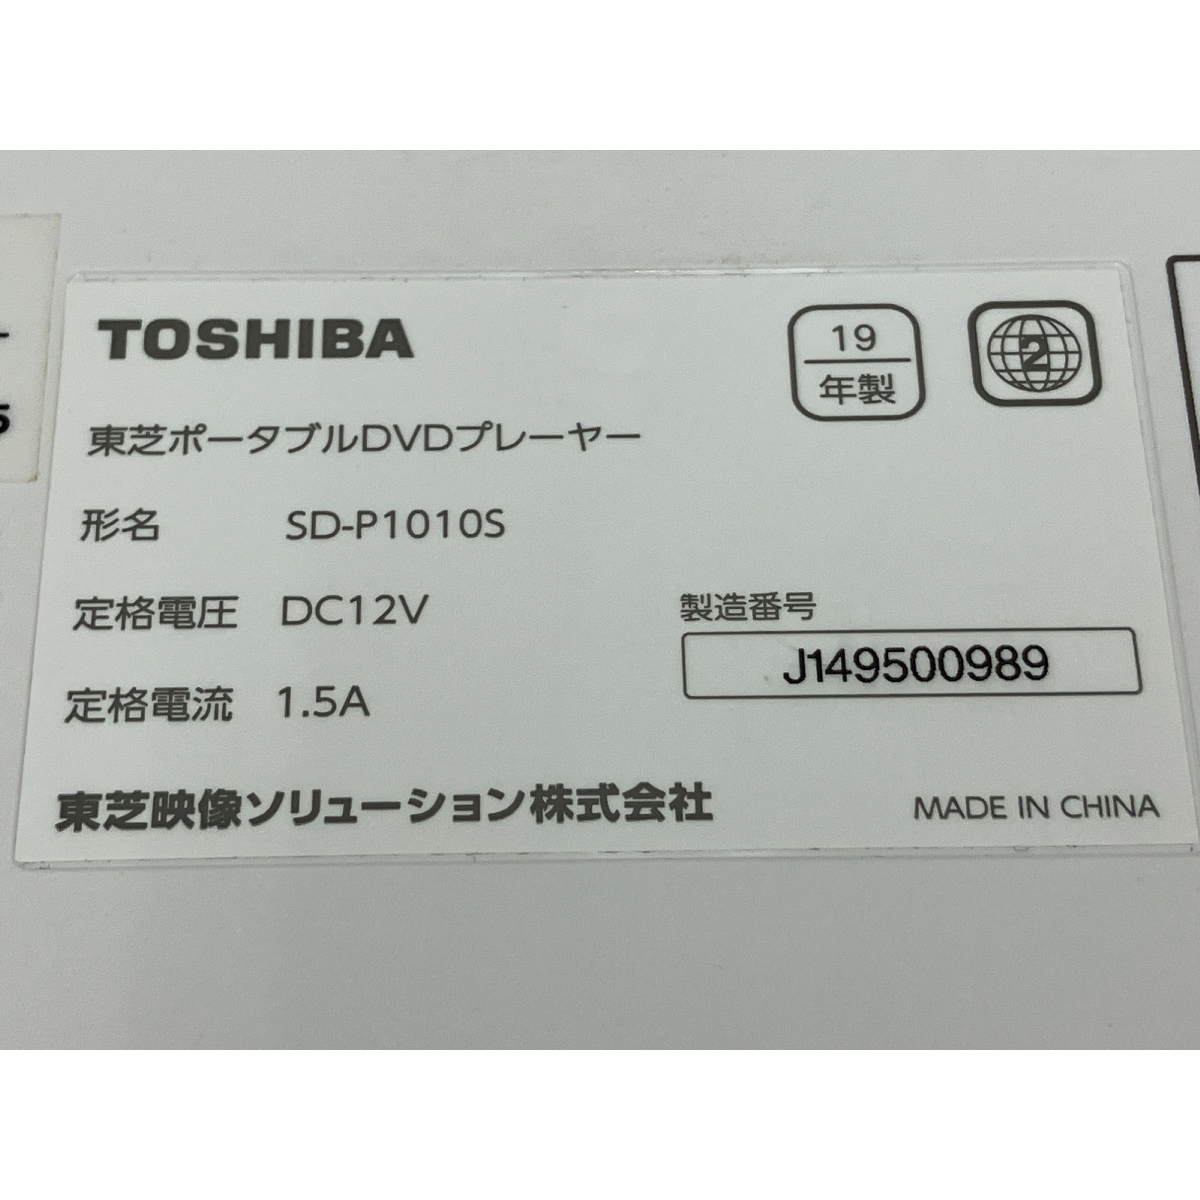 TOSHIBA
19
年製
2
東芝ポータブルDVDプレーヤー
形名 SD-P1010S
定格電圧 DC12V
製造番号
J149500989
定格電流 1.5A
東芝映像ソリューション株式会社
MADE IN CHINA
5